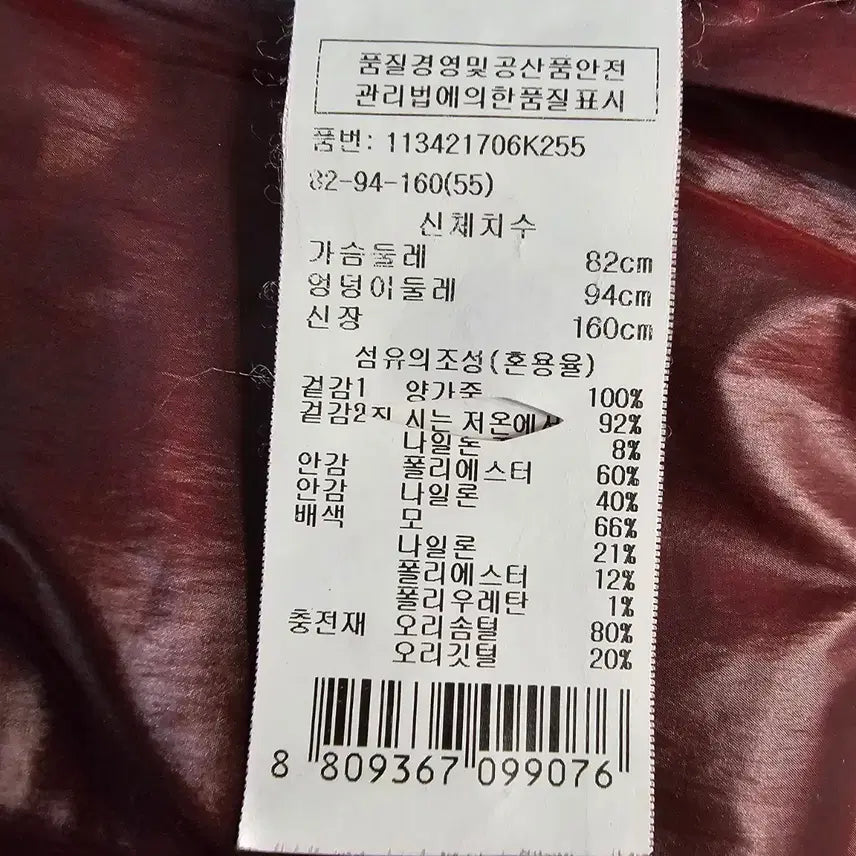 품질경영및공산품안전
관리법에의한품질표시
품번: 113421706K255
82-94-160(55)
신체치수
가슴둘레 82cm
엉덩이둘레 94cm
신장 160cm
섬유의조성(혼용율)
겉감1 양가죽 100%
겉감2 시는 저온에서 92%
나일론 8%
안감 폴리에스터 60%
안감 나일론 40%
배색 모 66%
나일론 21%
폴리에스터 12%
폴리우레탄 1%
충전재 오리솜털 80%
오리깃털 20%
8 809367 099076